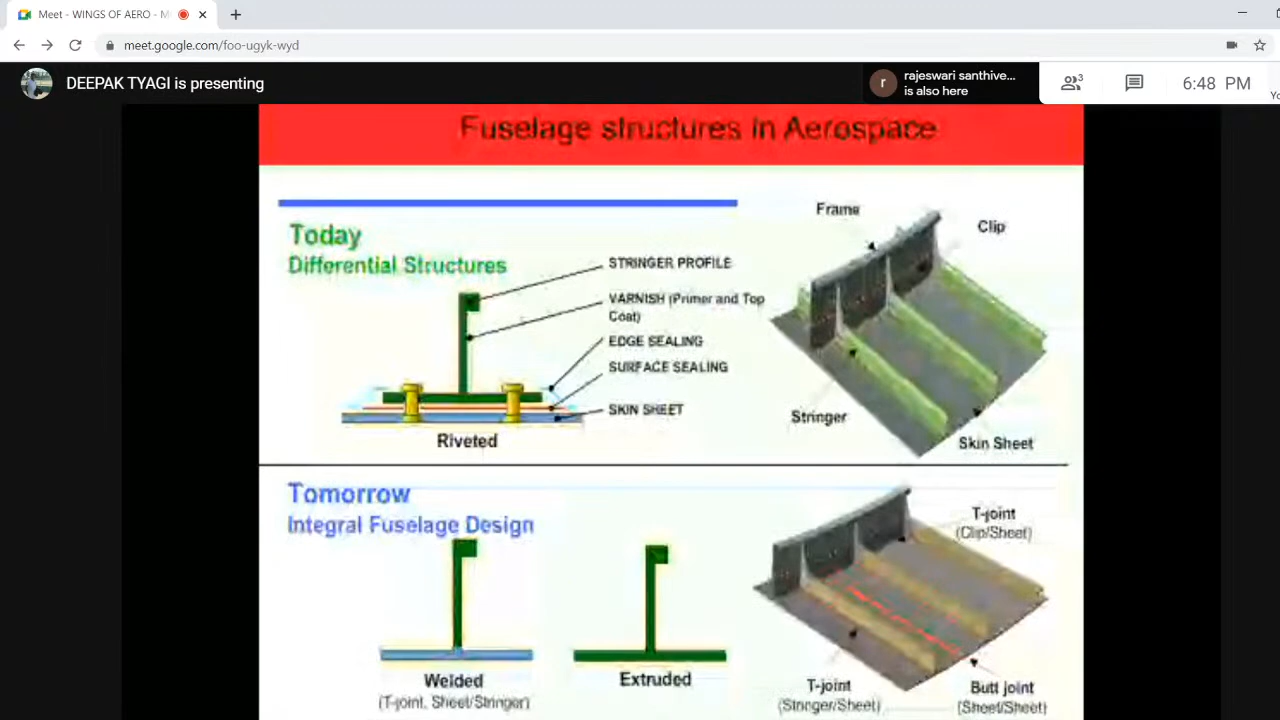 Meet - WINGS OF AERO - M
meet.google.com/foo-ugyk-wyd
DEEPAK TYAGI is presenting
r
rajeswari santhive...
is also here
3
6:48 PM
Yo
Fuselage structures in Aerospace
Today
Differential Structures
STRINGER PROFILE
VARNISH (Primer and Top
Coat)
EDGE SEALING
SURFACE SEALING
SKIN SHEET
Riveted
Frame
Clip
Stringer
Skin Sheet
Tomorrow
Integral Fuselage Design
Welded
(T-joint, Sheet/Stringer)
Extruded
T-joint
(Clip/Sheet)
T-joint
(Stringer/Sheet)
Butt joint
(Sheet/Sheet)